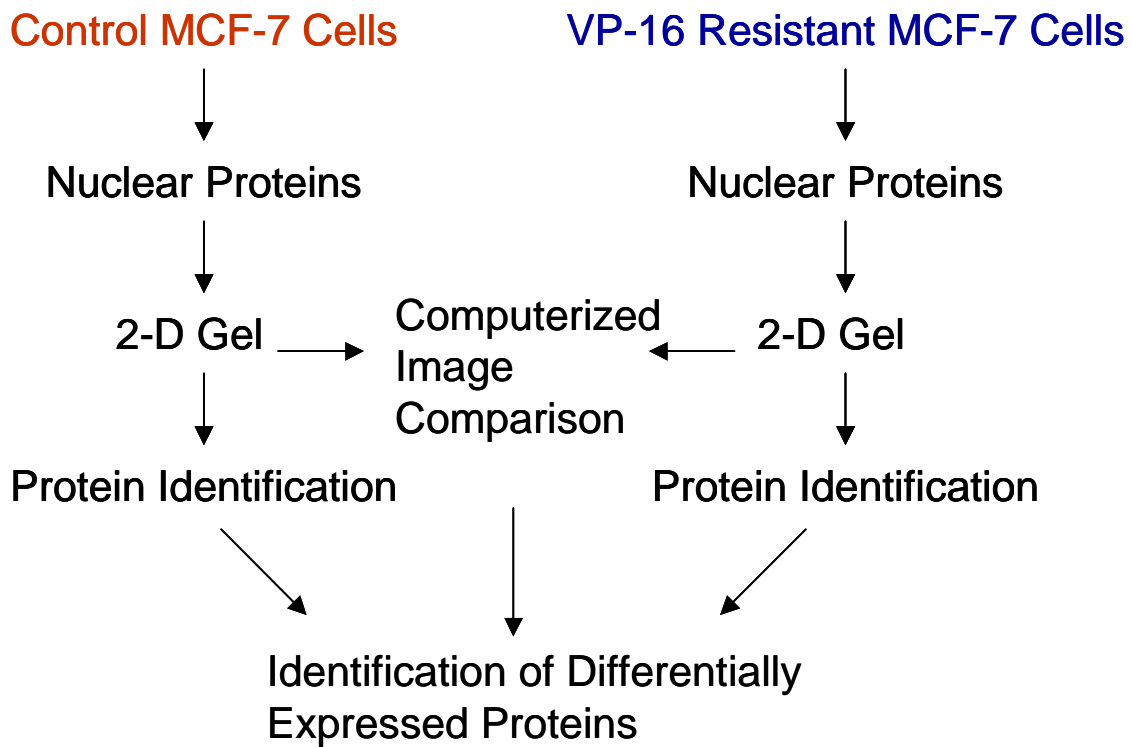 Control MCF-7 Cells
VP-16 Resistant MCF-7 Cells
Nuclear Proteins
Nuclear Proteins
2-D Gel
Computerized
Image
Comparison
2-D Gel
Protein Identification
Protein Identification
Identification of Differentially
Expressed Proteins